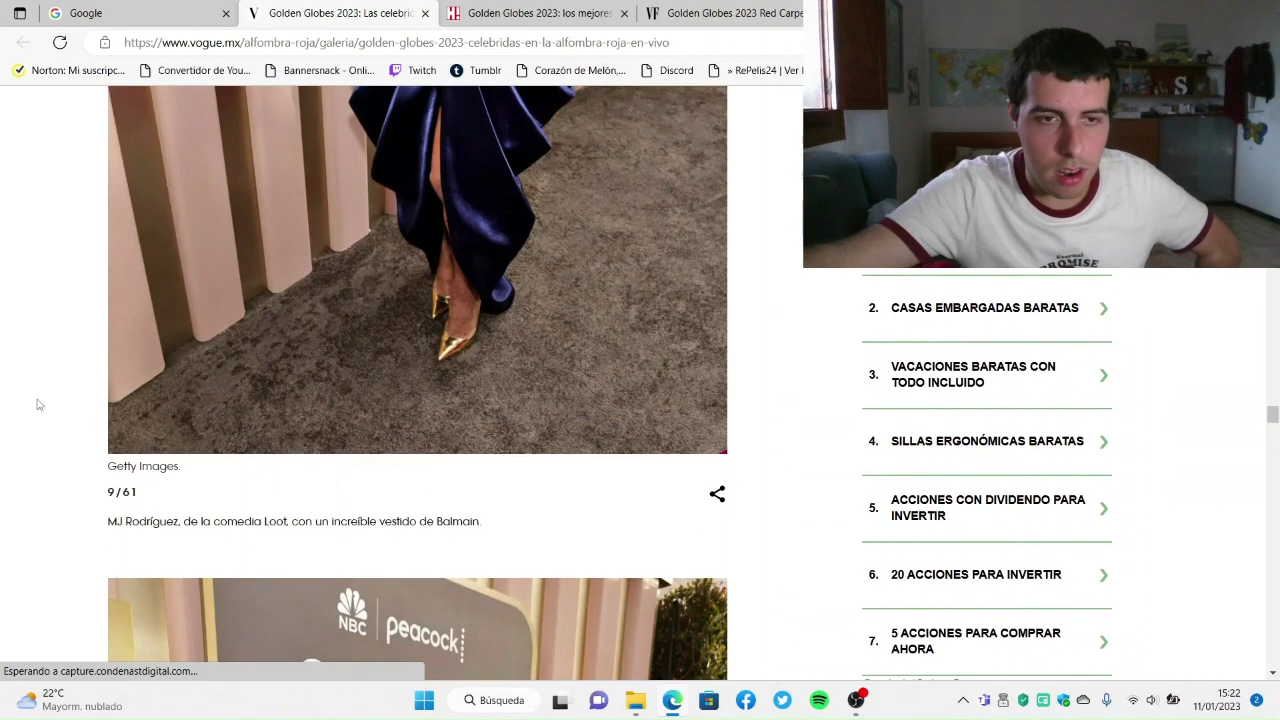 Google
Golden Globes 2023: Las celebric
Golden Globes 2023: los mejores
Golden Globes 2023 Red Carpe
https://www.vogue.mx/alfombra-roja/galeria/golden-globes-2023-celebridas-en-la-alfombra-roja-en-vivo
Norton: Mi suscripc...
Convertidor de You...
Bannersnack - Onli...
Twitch
Tumblr
Corazón de Melón,...
Discord
» RePelis24 | Ver
S
Eternal
PROMISE
2. CASAS EMBARGADAS BARATAS
3. VACACIONES BARATAS CON
TODO INCLUIDO
4. SILLAS ERGONÓMICAS BARATAS
5. ACCIONES CON DIVIDENDO PARA
INVERTIR
6. 20 ACCIONES PARA INVERTIR
7. 5 ACCIONES PARA COMPRAR
AHORA
Getty Images.
9/61
MJ Rodríguez, de la comedia Loot, con un increíble vestido de Balmain.
NBC
peacock
Esperando a capture.condenastdigital.com...
22°C
Mayorm. nublado
Búsqueda
15:22
11/01/2023
2